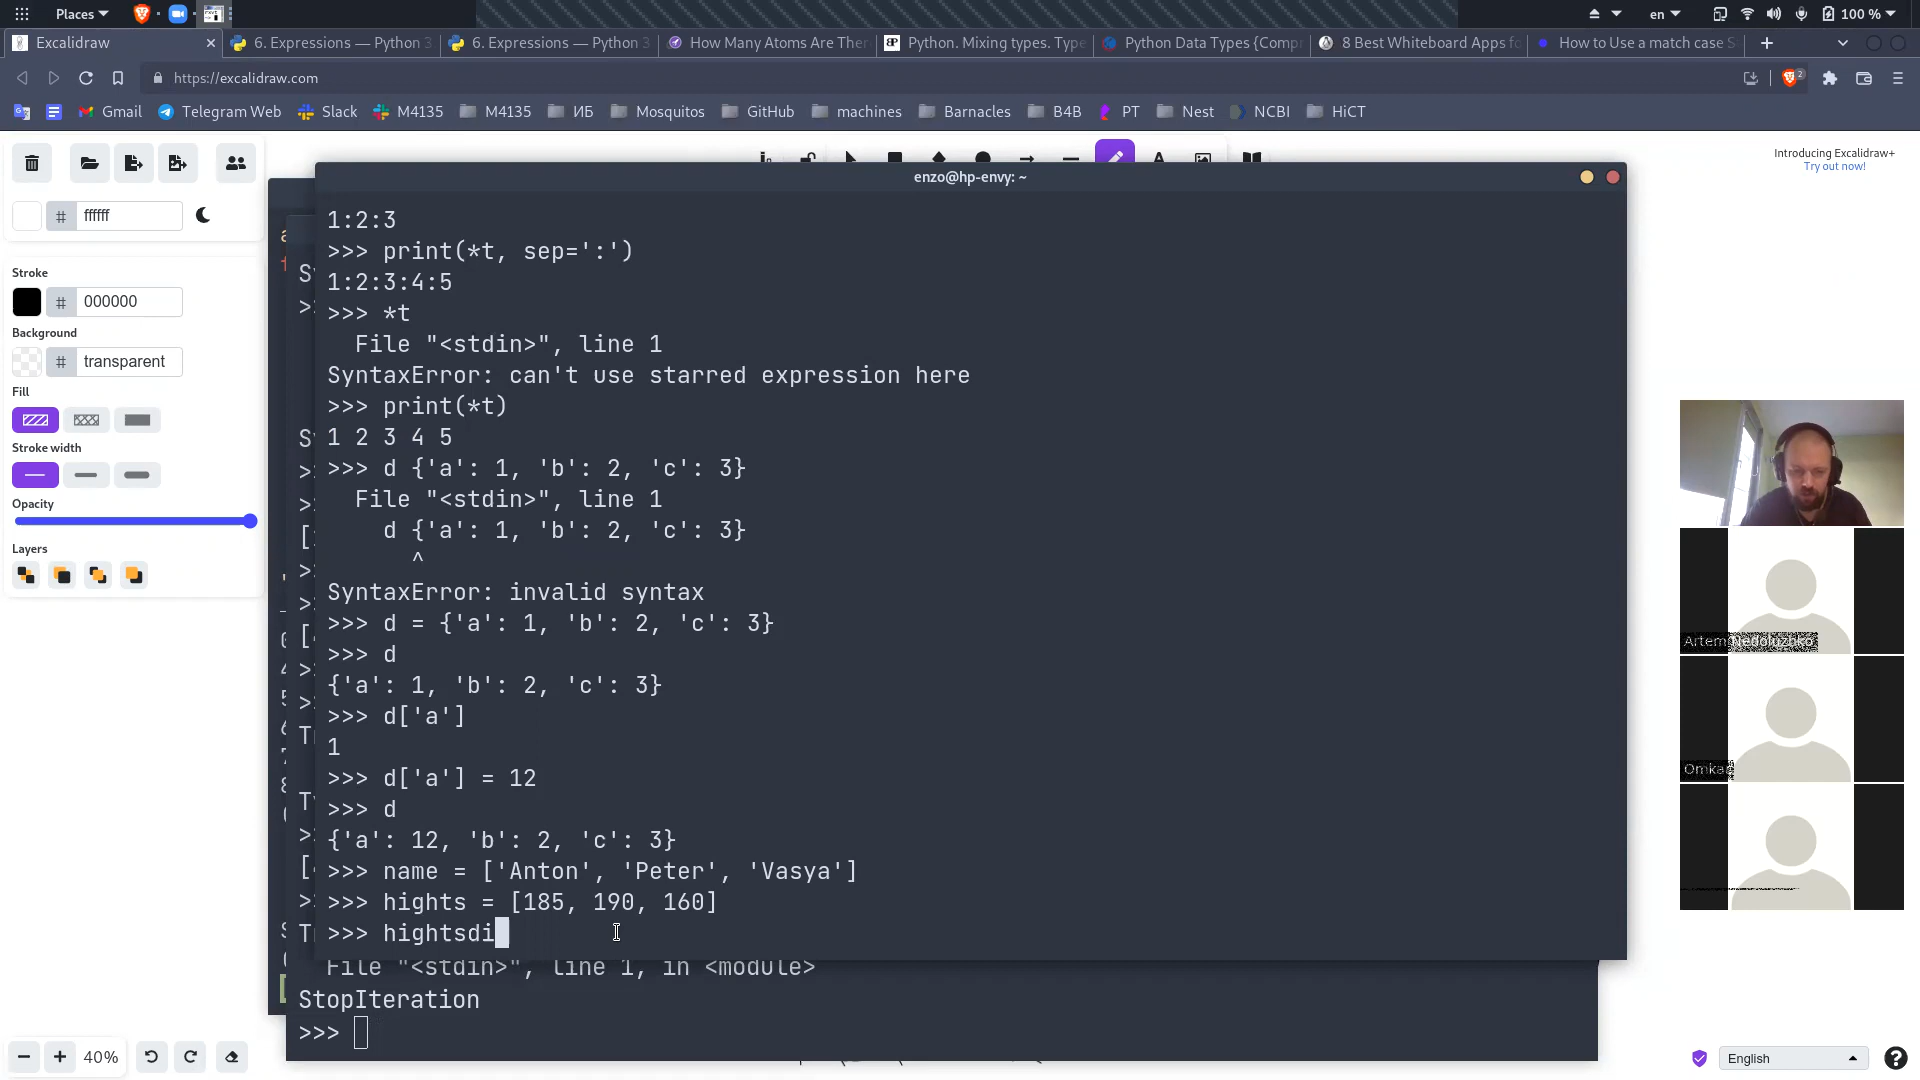 Places
en
100 %
Excalidraw
6. Expressions — Python 3
6. Expressions — Python 3
How Many Atoms Are Ther
Python. Mixing types. Type
Python Data Types {Comp
8 Best Whiteboard Apps fo
How to Use a match case S
https://excalidraw.com
2
Gmail
Telegram Web
Slack
M4135
M4135
ИБ
Mosquitos
GitHub
machines
Barnacles
B4B
PT
Nest
NCBI
HiCT
Introducing Excalidraw+
Try out now!
# ffffff
Stroke
# 000000
Background
# transparent
Fill
Stroke width
Opacity
Layers
enzo@hp-envy: ~
1:2:3
>>> print(*t, sep=':')
1:2:3:4:5
>>> *t
File "<stdin>", line 1
SyntaxError: can't use starred expression here
>>> print(*t)
1 2 3 4 5
>>> d {'a': 1, 'b': 2, 'c': 3}
File "<stdin>", line 1
d {'a': 1, 'b': 2, 'c': 3}
^
SyntaxError: invalid syntax
>>> d = {'a': 1, 'b': 2, 'c': 3}
>>> d
{'a': 1, 'b': 2, 'c': 3}
>>> d['a']
1
>>> d['a'] = 12
>>> d
{'a': 12, 'b': 2, 'c': 3}
>>> name = ['Anton', 'Peter', 'Vasya']
>>> hights = [185, 190, 160]
>>> hightsdi
File "<stdin>", line 1, in <module>
StopIteration
>>>
Artem
40%
English